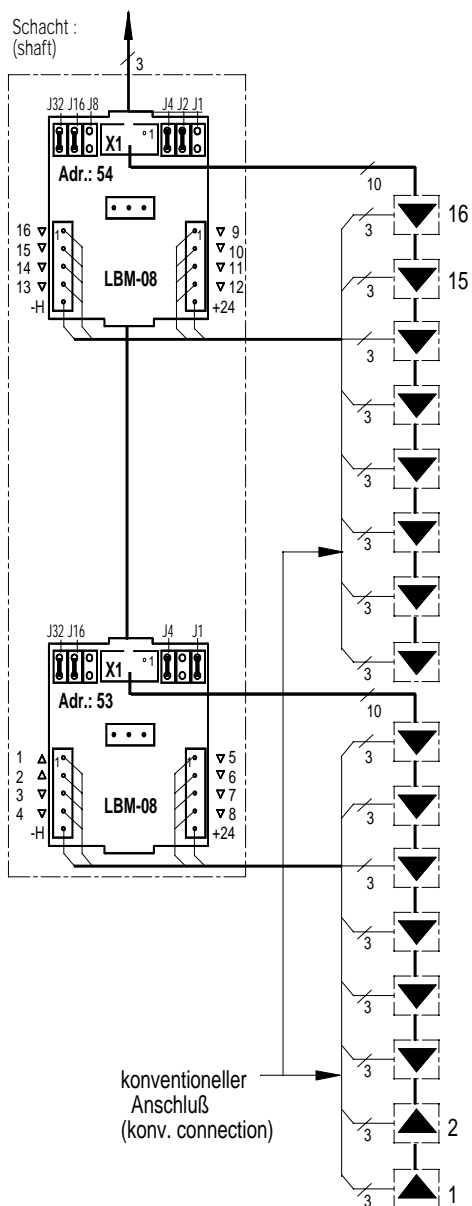 Schacht :
(shaft)
3
J32 J16 J8 J4 J2 J1
X1 °1
10
Adr.: 54
16
3
16 ▽ 1 1 ▽ 9
15 ▽ ▽ 10
14 ▽ ▽ 11
13 ▽ ▽ 12
LBM-08
-H +24
15
3
3
3
3
3
3
3
J32 J16 J4 J1
X1 °1
10
Adr.: 53
3
1 △ 1 1 ▽ 5
2 △ ▽ 6
3 ▽ ▽ 7
4 ▽ ▽ 8
LBM-08
-H +24
3
3
3
3
3
konventioneller
Anschluß
(konv. connection)
2
3
1
3